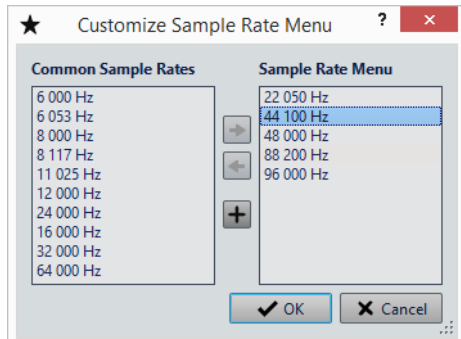 Customize Sample Rate Menu
Common Sample Rates
6 000 Hz
6 053 Hz
8 000 Hz
8 117 Hz
11 025 Hz
12 000 Hz
24 000 Hz
16 000 Hz
32 000 Hz
64 000 Hz
Sample Rate Menu
22 050 Hz
44 100 Hz
48 000 Hz
88 200 Hz
96 000 Hz
OK
Cancel